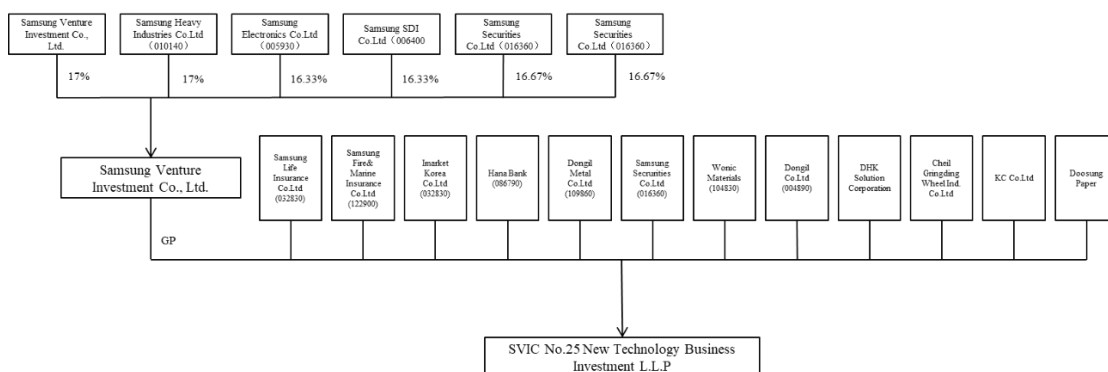 Samsung Venture
Investment Co.,
Ltd.
Samsung Heavy
Industries Co.Ltd
（010140）
Samsung
Electronics Co.Ltd
（005930）
Samsung SDI
Co.Ltd（006400
Samsung
Securities
Co.Ltd（016360）
Samsung
Securities
Co.Ltd（016360）
17%
17%
16.33%
16.33%
16.67%
16.67%
Samsung Venture
Investment Co., Ltd.
Samsung
Life
Insurance
Co.Ltd
(032830)
Samsung
Fire&
Marine
Insurance
Co.Ltd
(122900)
Imarket
Korea
Co.Ltd
(032830)
Hana Bank
(086790)
Dongil
Metal
Co.Ltd
(109860)
Samsung
Secrurities
Co.Ltd
(016360)
Wonic
Materials
(104830)
Dongil
Co.Ltd
(004890)
DHK
Solution
Corporation
Cheil
Gringding
Wheel Ind.
Co.Ltd
KC Co.Ltd
Doosung
Paper
GP
SVIC No.25 New Technology Business
Investment L.L.P